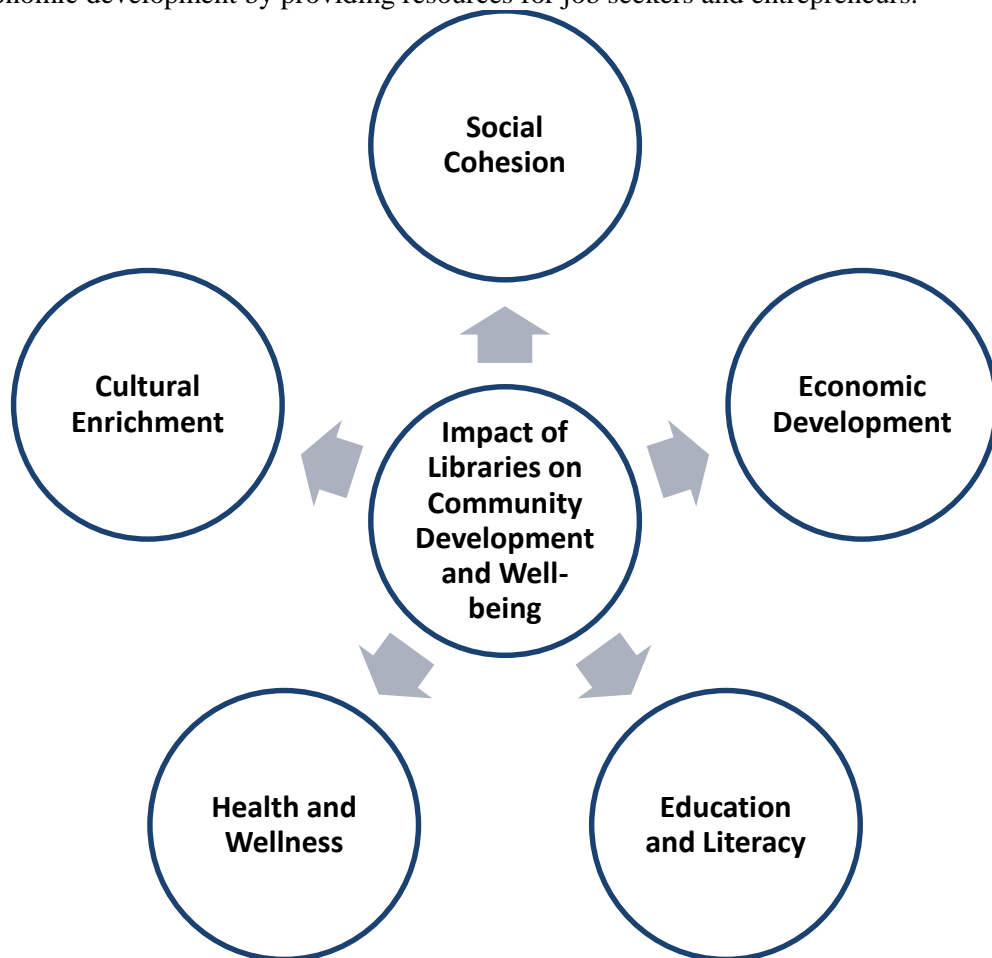 onomic development by providing resources for job seekers and entrepreneurs.
Social
Cohesion
Cultural
Enrichment
Economic
Development
Impact of
Libraries on
Community
Development
and Well-
being
Health and
Wellness
Education
and Literacy